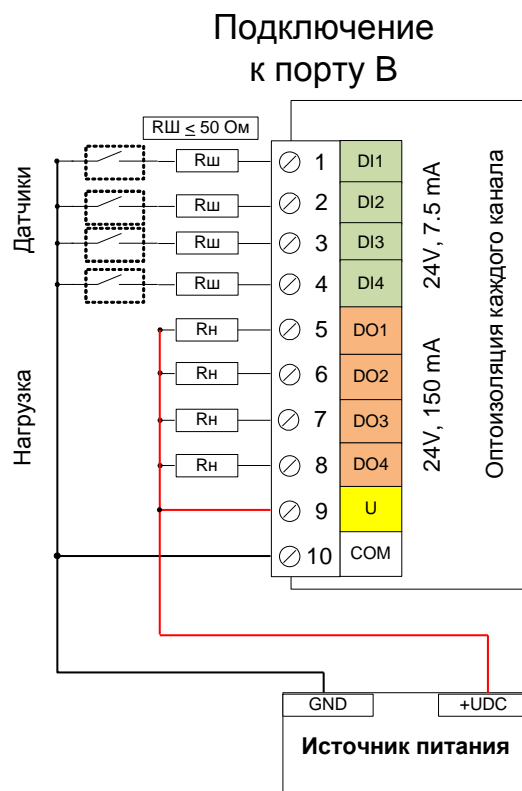 Подключение
к порту В
RШ ≤ 50 Ом
Датчики
Rш 1 DI1
Rш 2 DI2
Rш 3 DI3
Rш 4 DI4
24V, 7.5 mA
Нагрузка
Rн 5 DO1
Rн 6 DO2
Rн 7 DO3
Rн 8 DO4
24V, 150 mA
9 U
10 COM
Оптоизоляция каждого канала
GND +UDC
Источник питания